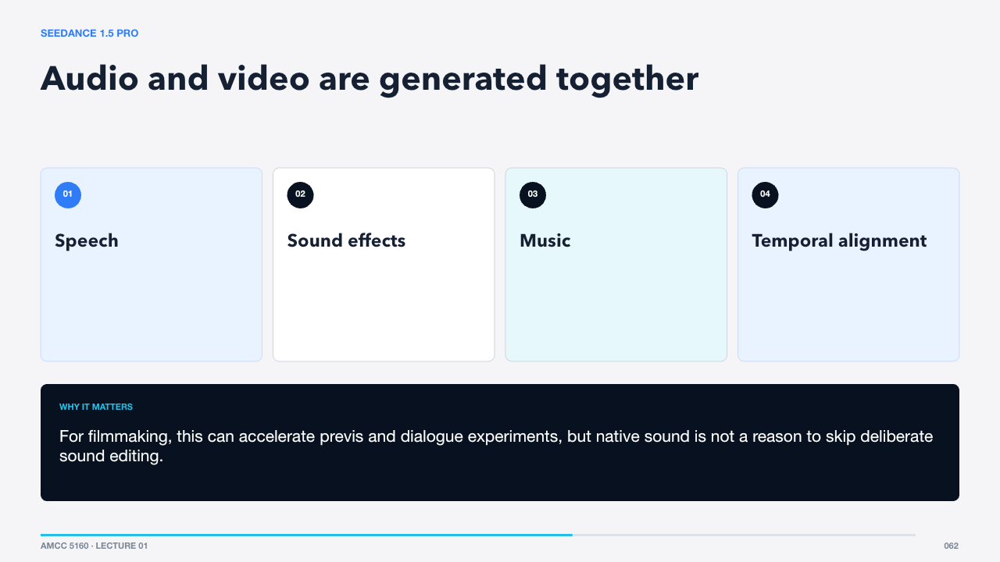 SEEDANCE 1.5 PRO
Audio and video are generated together
01
Speech
02
Sound effects
03
Music
04
Temporal alignment
WHY IT MATTERS
For filmmaking, this can accelerate previs and dialogue experiments, but native sound is not a reason to skip deliberate
sound editing.
AMCC 5160 · LECTURE 01
062